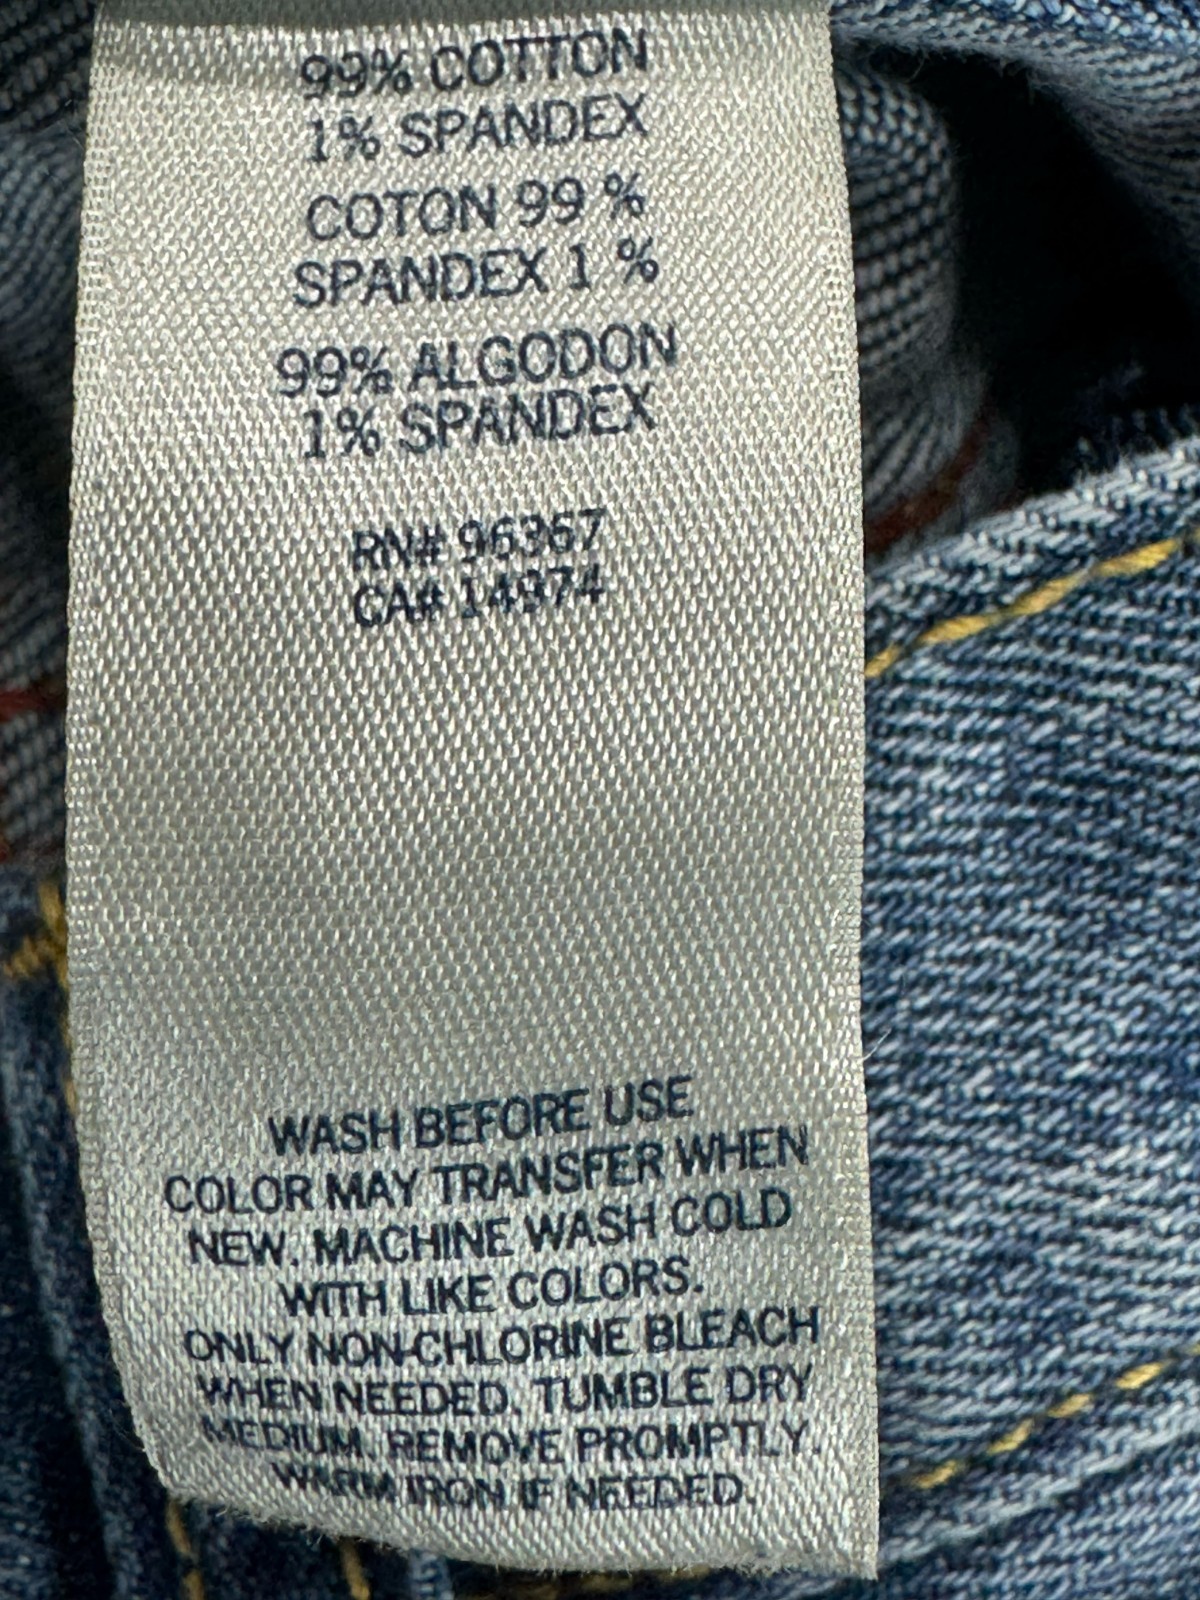 99% COTTON
1% SPANDEX
COTON 99 %
SPANDEX 1 %
99% ALGODON
1% SPANDEX
RN# 96367
CA# 14974
WASH BEFORE USE
COLOR MAY TRANSFER WHEN
NEW. MACHINE WASH COLD
WITH LIKE COLORS.
ONLY NON-CHLORINE BLEACH
WHEN NEEDED. TUMBLE DRY
MEDIUM. REMOVE PROMPTLY.
WARM IRON IF NEEDED.